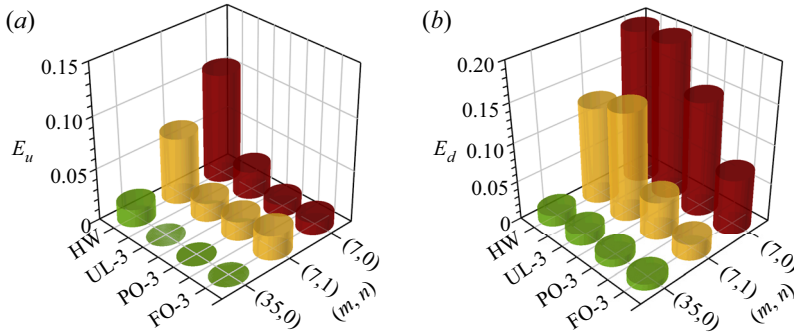 (a)
0.15
0.10
E_u
0.05
0
HW
UL-3
PO-3
FO-3
(35,0)
(7,1)
(7,0)
(m, n)
(b)
0.20
0.15
0.10
E_d
0.05
0
HW
UL-3
PO-3
FO-3
(35,0)
(7,1)
(7,0)
(m, n)